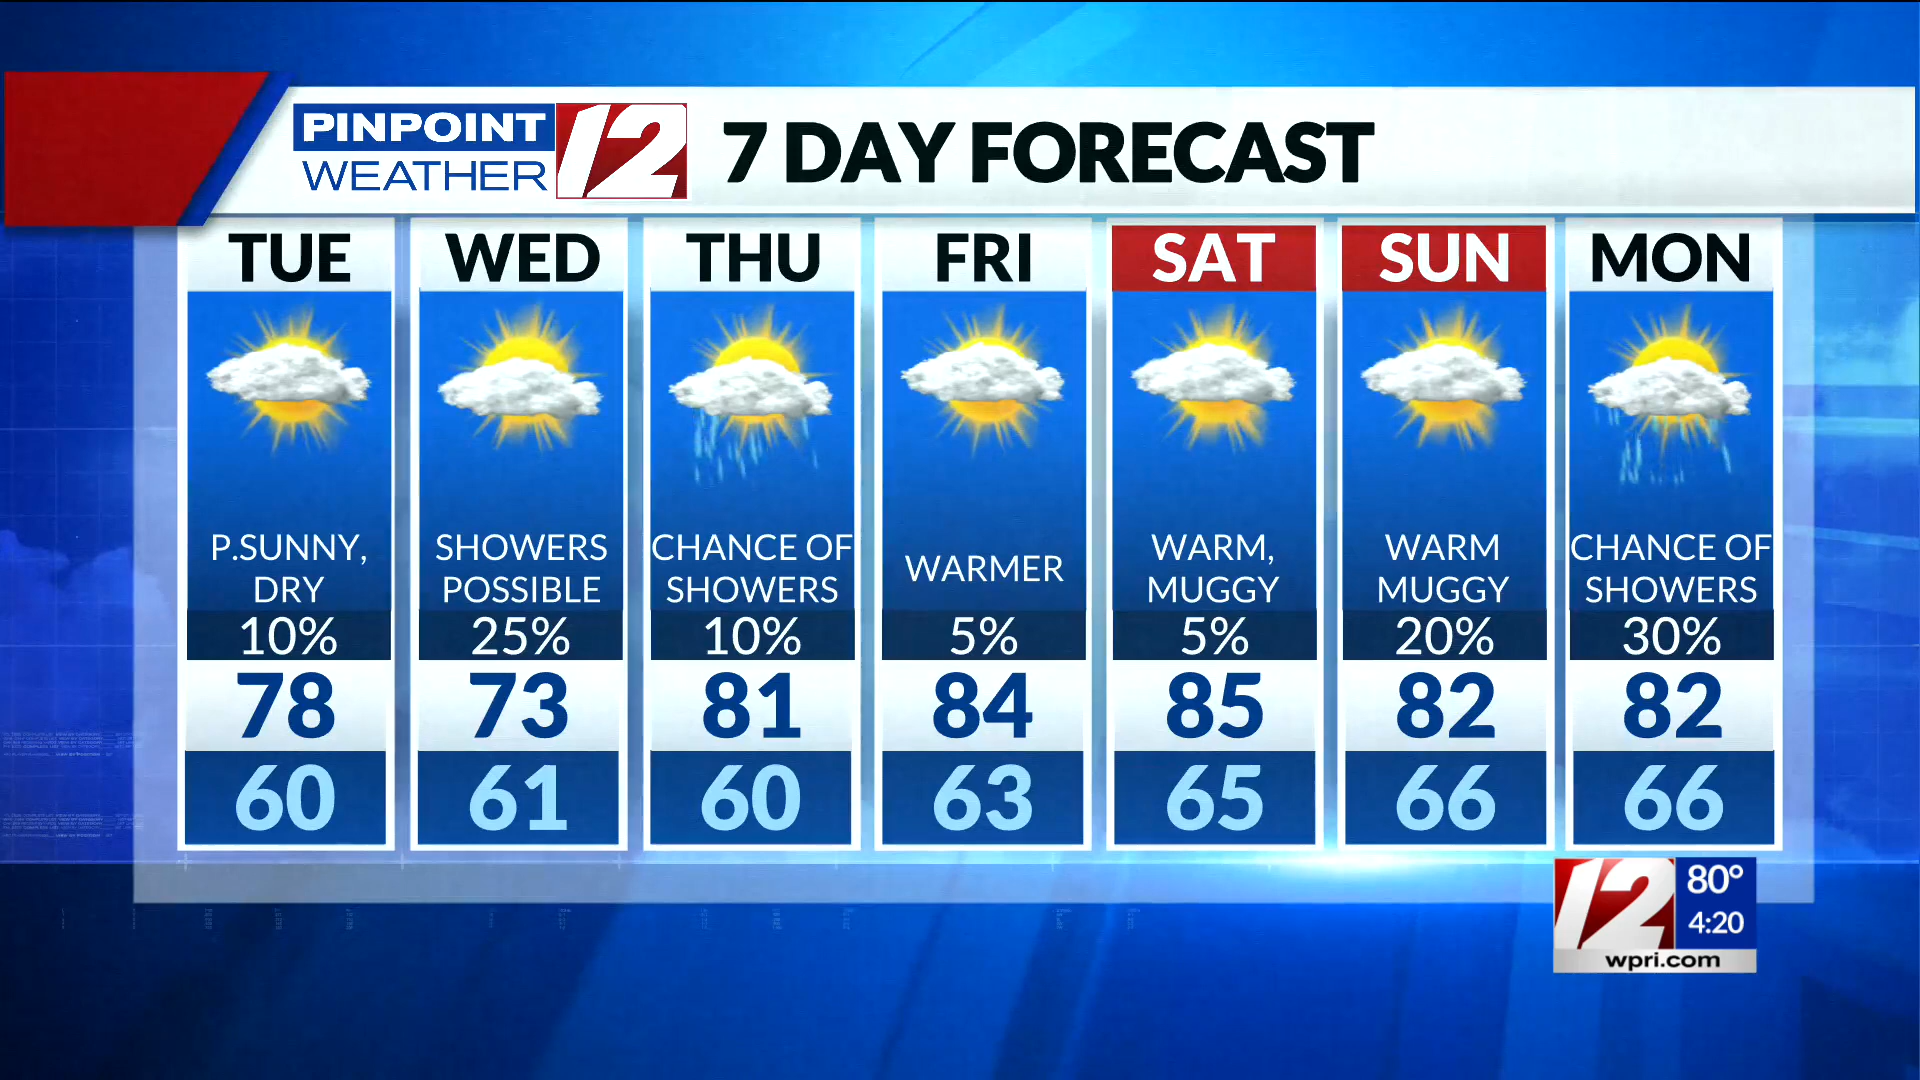 PINPOINT
WEATHER
12
7 DAY FORECAST
TUE WED THU FRI SAT SUN MON
P.SUNNY, DRY
SHOWERS POSSIBLE
CHANCE OF SHOWERS
WARMER
WARM, MUGGY
WARM MUGGY
CHANCE OF SHOWERS
10% 25% 10% 5% 5% 20% 30%
78 73 81 84 85 82 82
60 61 60 63 65 66 66
12
80°
4:20
wpri.com